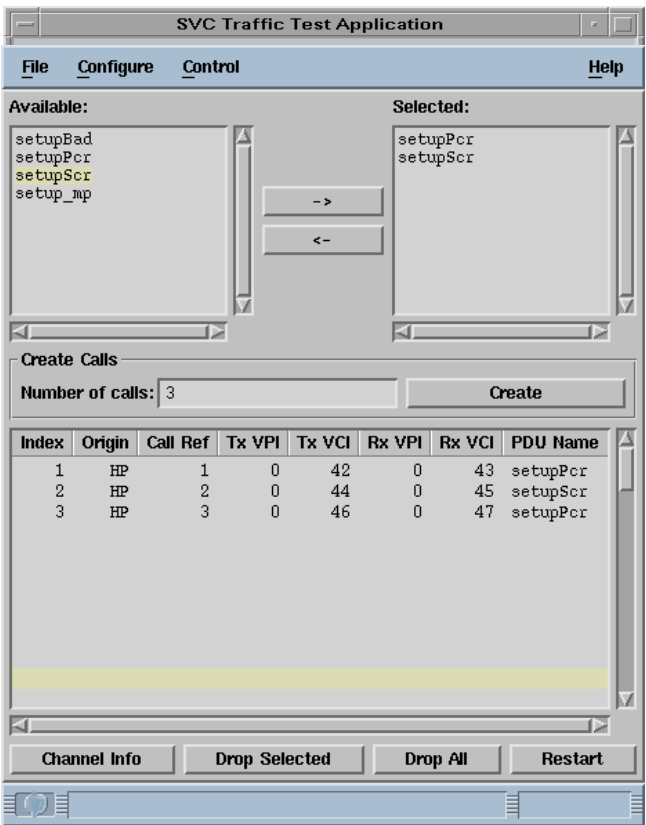 SVC Traffic Test Application
File Configure Control Help
Available: Selected:
setupBad
setupPcr
setupScr
setup_mp
->
<-
setupPcr
setupScr
Create Calls
Number of calls: 3 Create
Index Origin Call Ref Tx VPI Tx VCI Rx VPI Rx VCI PDU Name
1 HP 1 0 42 0 43 setupPcr
2 HP 2 0 44 0 45 setupScr
3 HP 3 0 46 0 47 setupPcr
Channel Info Drop Selected Drop All Restart